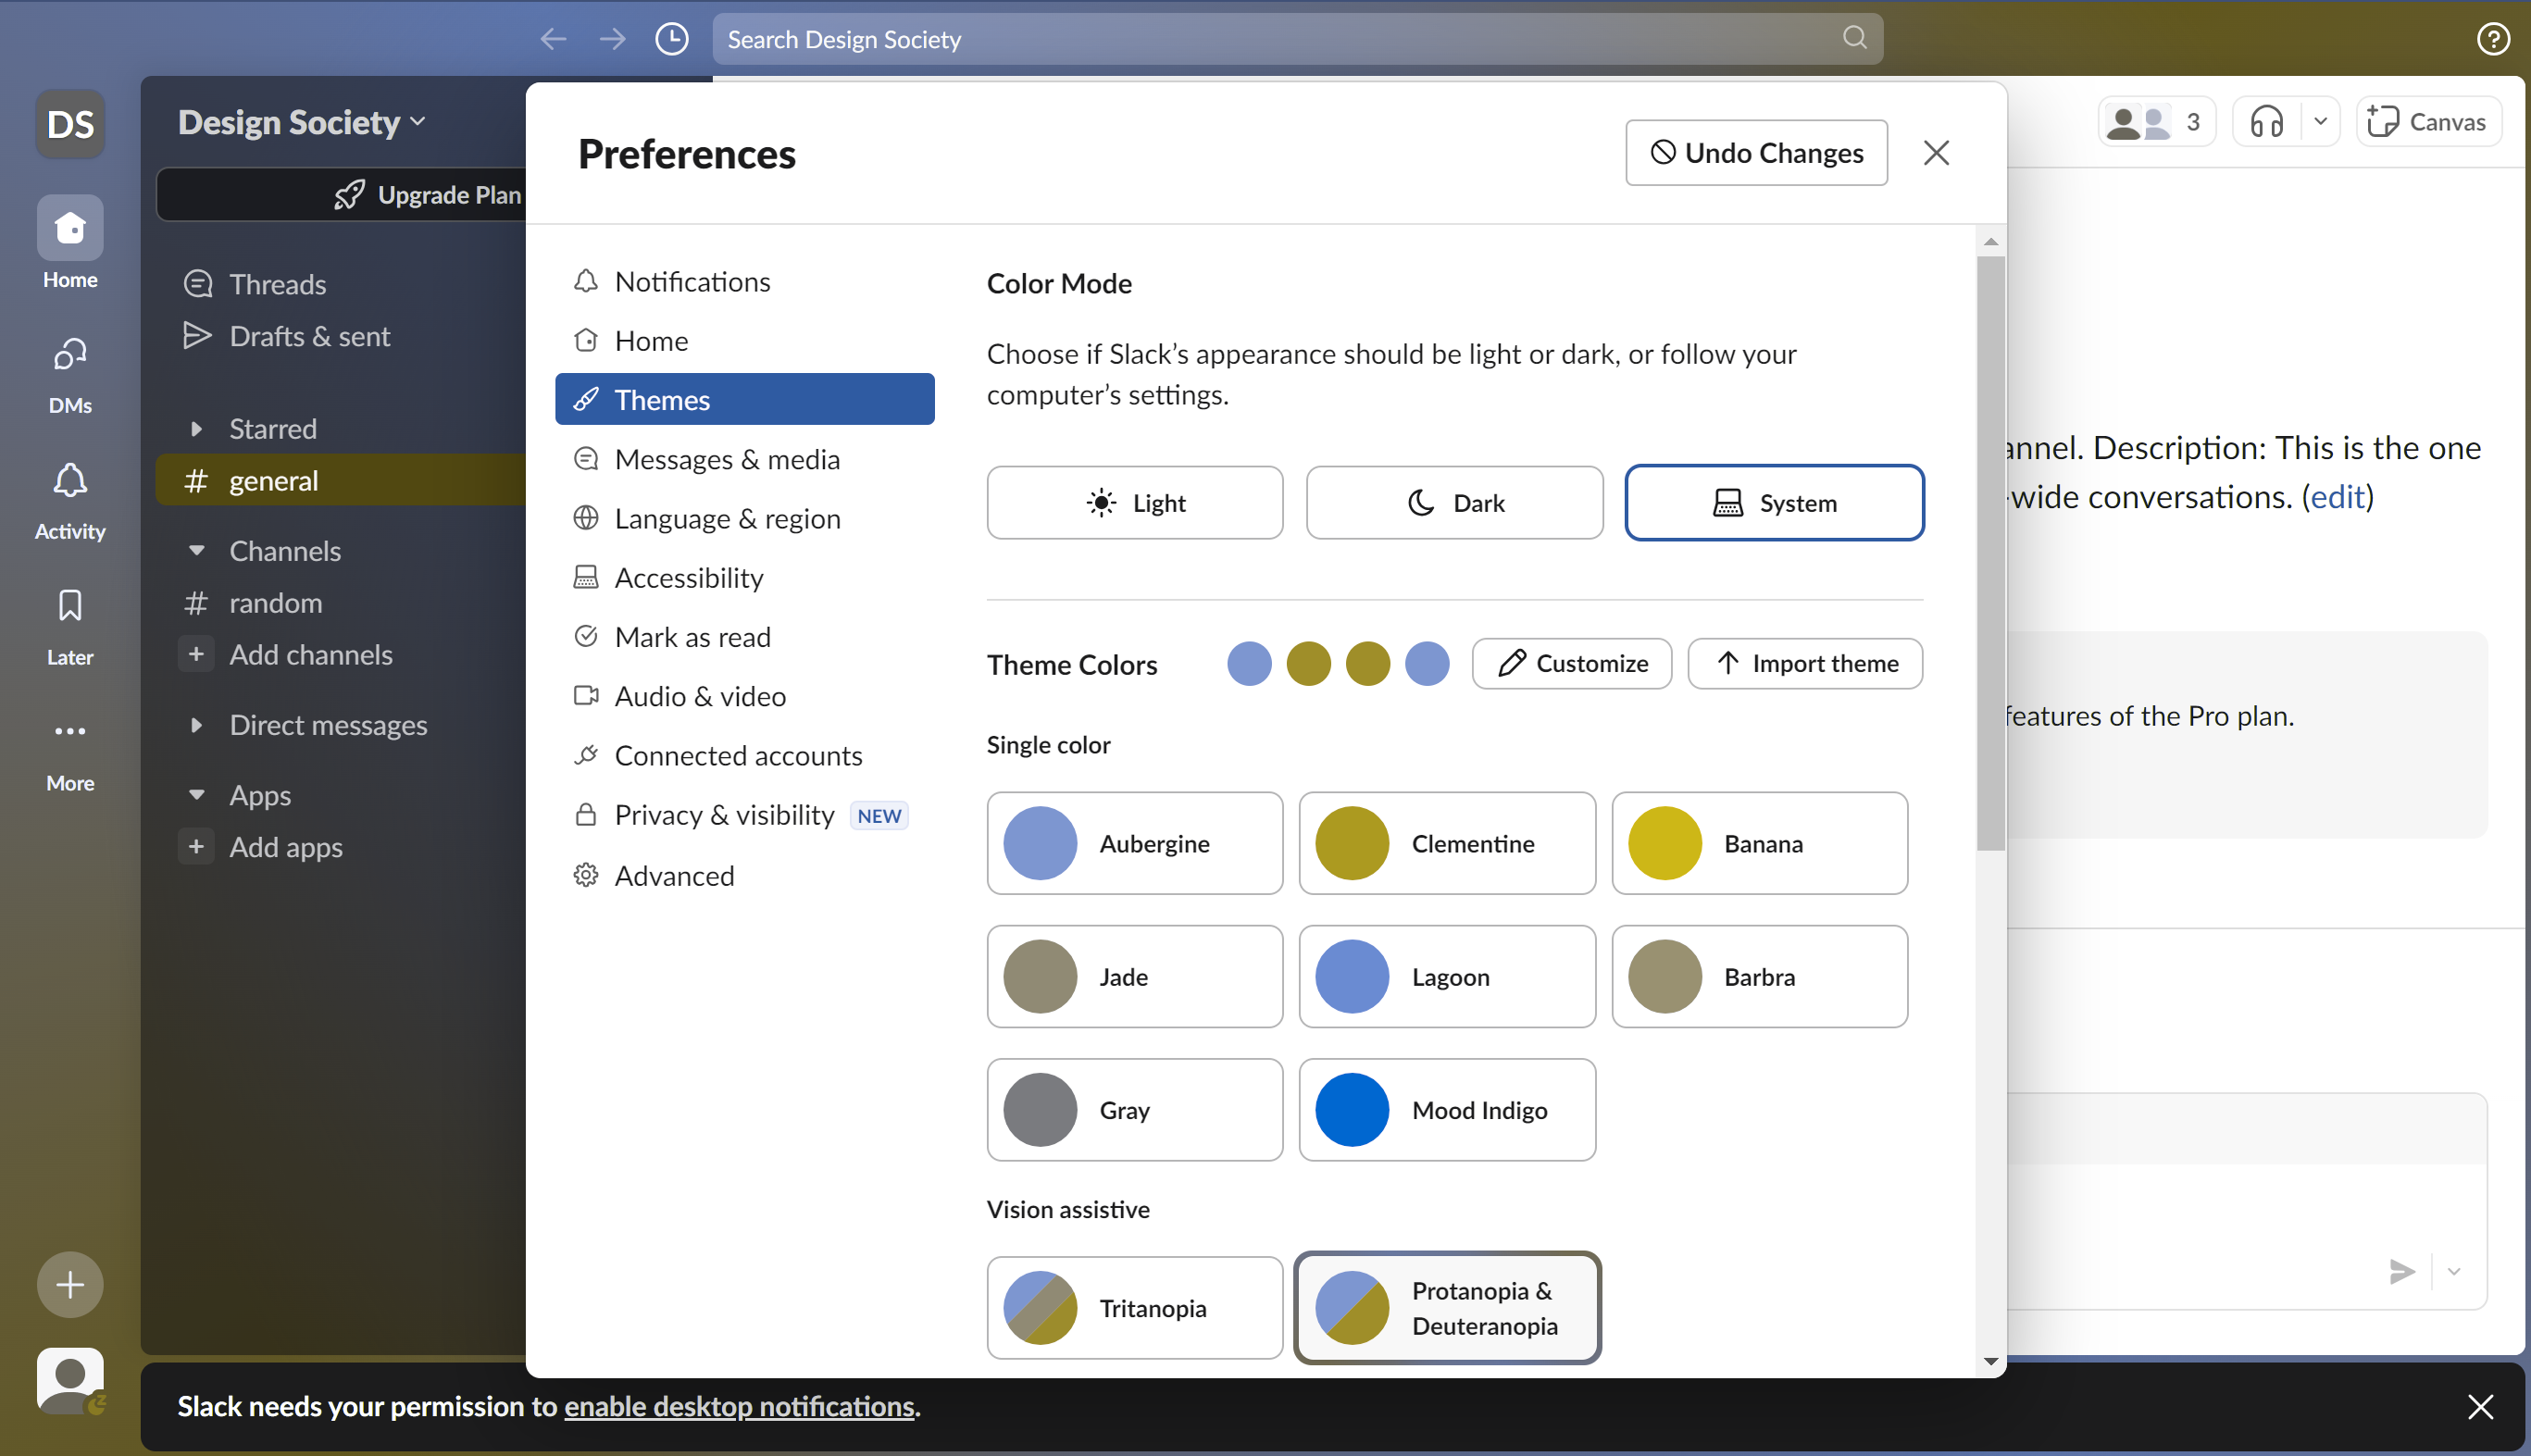 Search Design Society
DS
Home
DMs
Activity
Later
More
Design Society
Upgrade Plan
Threads
Drafts & sent
Starred
# general
Channels
# random
Add channels
Direct messages
Apps
Add apps
3
Canvas
annel. Description: This is the one
-wide conversations. (edit)
features of the Pro plan.
Preferences
Undo Changes
Notifications
Home
Themes
Messages & media
Language & region
Accessibility
Mark as read
Audio & video
Connected accounts
Privacy & visibility NEW
Advanced
Color Mode
Choose if Slack’s appearance should be light or dark, or follow your
computer’s settings.
Light
Dark
System
Theme Colors
Customize
Import theme
Single color
Aubergine
Clementine
Banana
Jade
Lagoon
Barbra
Gray
Mood Indigo
Vision assistive
Tritanopia
Protanopia &
Deuteranopia
Slack needs your permission to enable desktop notifications.